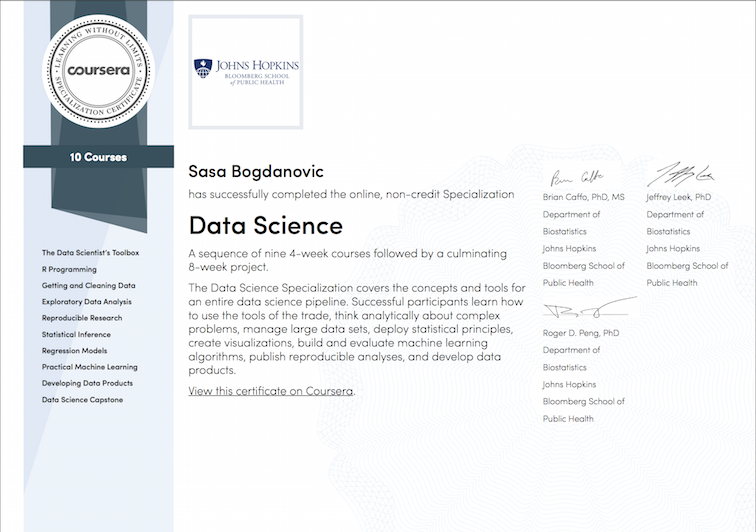 LEARNING WITHOUT LIMITS
coursera
SPECIALIZATION CERTIFICATE
10 Courses
The Data Scientist's Toolbox
R Programming
Getting and Cleaning Data
Exploratory Data Analysis
Reproducible Research
Statistical Inference
Regression Models
Practical Machine Learning
Developing Data Products
Data Science Capstone
JOHNS HOPKINS
BLOOMBERG SCHOOL
of PUBLIC HEALTH
Sasa Bogdanovic
has successfully completed the online, non-credit Specialization
Data Science
A sequence of nine 4-week courses followed by a culminating
8-week project.
The Data Science Specialization covers the concepts and tools for
an entire data science pipeline. Successful participants learn how
to use the tools of the trade, think analytically about complex
problems, manage large data sets, deploy statistical principles,
create visualizations, build and evaluate machine learning
algorithms, publish reproducible analyses, and develop data
products.
View this certificate on Coursera.
Brian Caffo
Brian Caffo, PhD, MS
Department of
Biostatistics
Johns Hopkins
Bloomberg School of
Public Health
Jeffrey Leek, PhD
Department of
Biostatistics
Johns Hopkins
Bloomberg School of
Public Health
Roger D. Peng, PhD
Department of
Biostatistics
Johns Hopkins
Bloomberg School of
Public Health